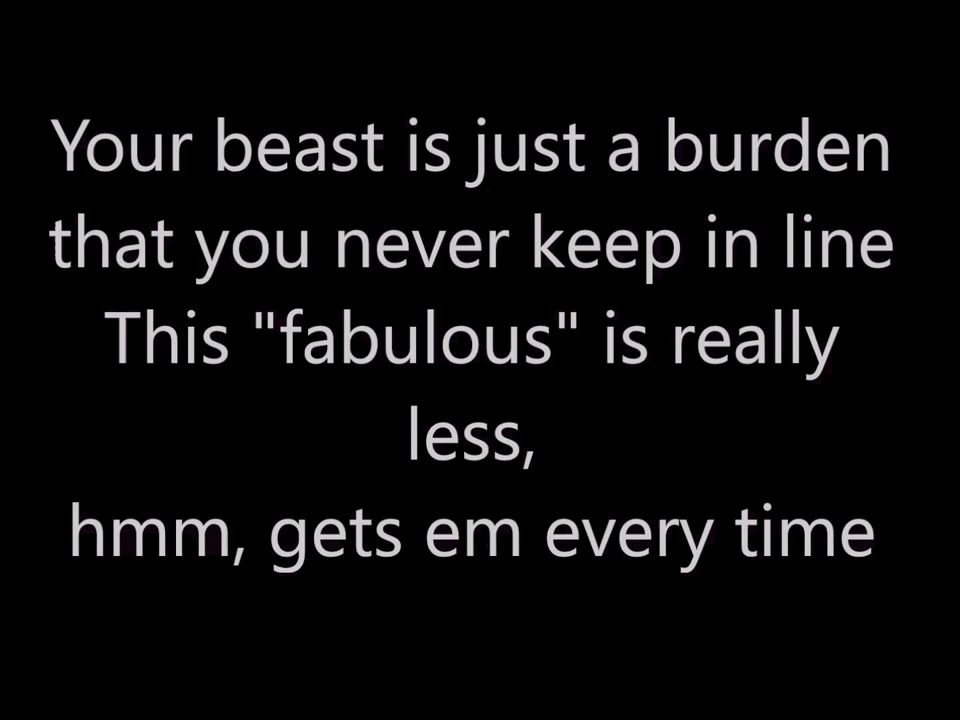 Your beast is just a burden
that you never keep in line
This "fabulous" is really
less,
hmm, gets em every time